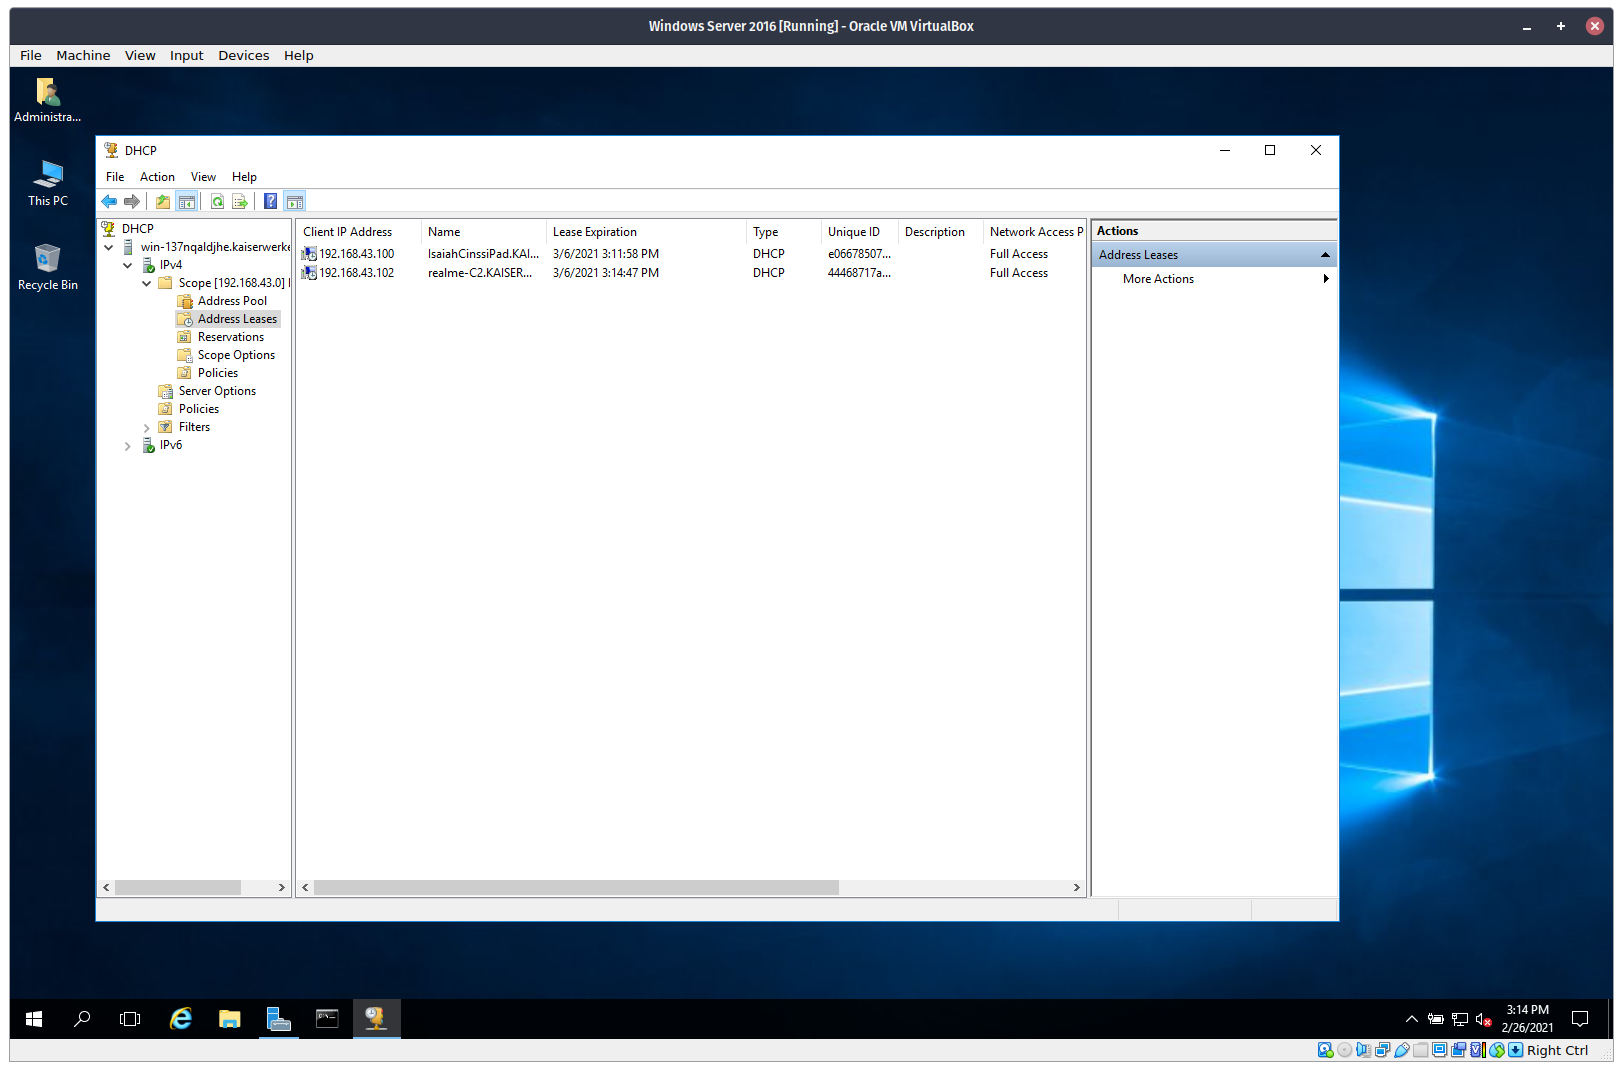 Windows Server 2016 [Running] - Oracle VM VirtualBox
File Machine View Input Devices Help
Administra...
This PC
Recycle Bin
DHCP
File Action View Help
DHCP
win-137nqaldjhe.kaiserwerke
IPv4
Scope [192.168.43.0]
Address Pool
Address Leases
Reservations
Scope Options
Policies
Server Options
Policies
Filters
IPv6
Client IP Address Name Lease Expiration Type Unique ID Description Network Access P
192.168.43.100 IsaiahCinssiPad.KAI... 3/6/2021 3:11:58 PM DHCP e06678507... Full Access
192.168.43.102 realme-C2.KAISER... 3/6/2021 3:14:47 PM DHCP 44468717a... Full Access
Actions
Address Leases
More Actions
3:14 PM
2/26/2021
Right Ctrl